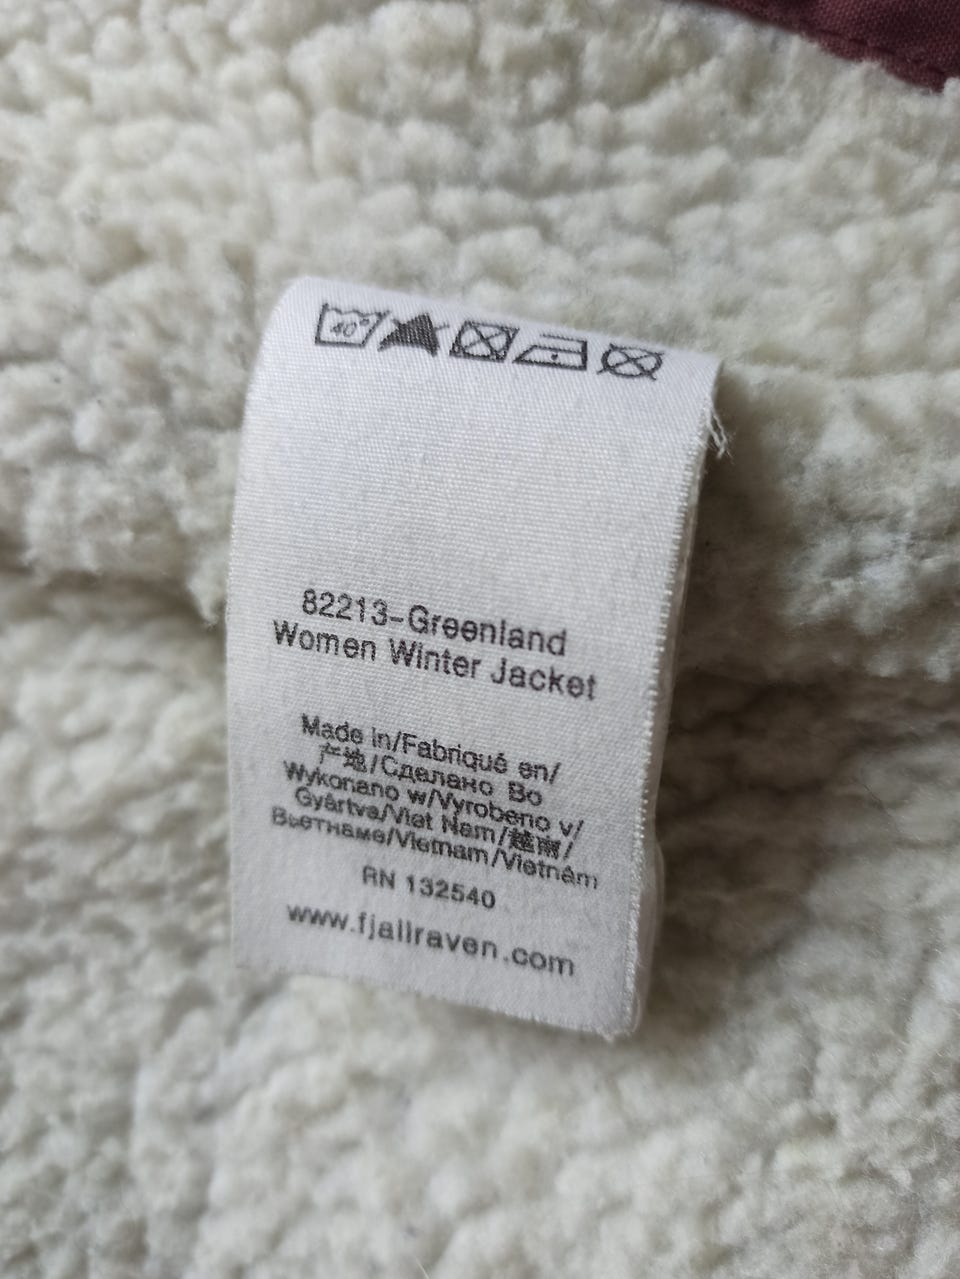 40°
82213-Greenland
Women Winter Jacket
Made in/Fabriqué en/
产地/Сделано Во
Wykonano w/Vyrobeno v/
Gyártva/Viet Nam/越南/
Вьетнаме/Vietnam/Vietnám
RN 132540
www.fjallraven.com